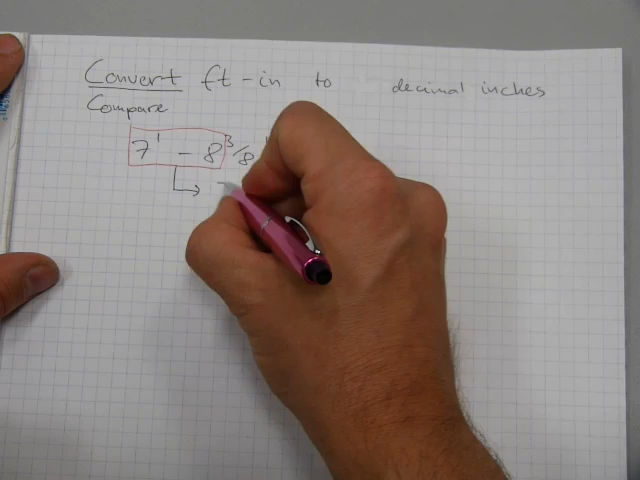 Convert ft-in to decimal inches
Compare
7' - 8 3/8